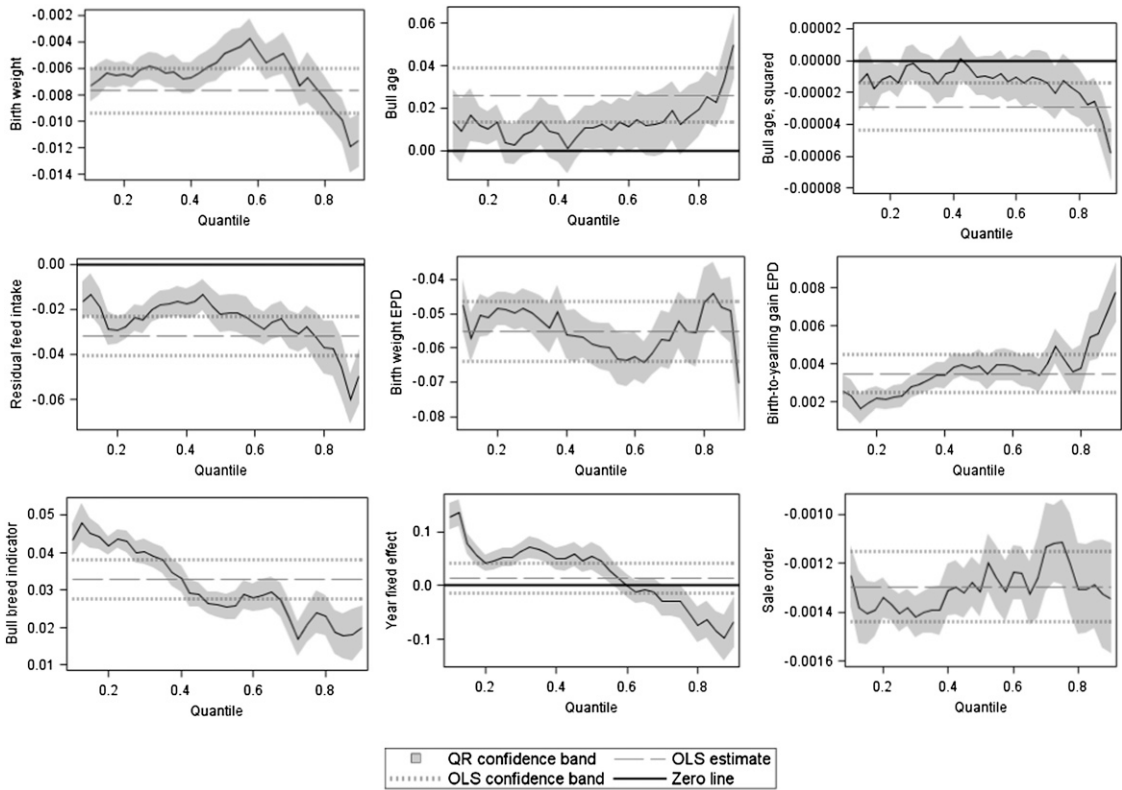 Birth weight
-0.002
-0.004
-0.006
-0.008
-0.010
-0.012
-0.014
0.2 0.4 0.6 0.8
Quantile
Bull age
0.06
0.04
0.02
0.00
0.2 0.4 0.6 0.8
Quantile
Bull age, squared
0.00002
0.00000
-0.00002
-0.00004
-0.00006
-0.00008
0.2 0.4 0.6 0.8
Quantile
Residual feed intake
0.00
-0.02
-0.04
-0.06
0.2 0.4 0.6 0.8
Quantile
Birth weight EPD
-0.04
-0.05
-0.06
-0.07
-0.08
0.2 0.4 0.6 0.8
Quantile
Birth-to-yearling gain EPD
0.008
0.006
0.004
0.002
0.2 0.4 0.6 0.8
Quantile
Bull breed indicator
0.05
0.04
0.03
0.02
0.01
0.2 0.4 0.6 0.8
Quantile
Year fixed effect
0.1
0.0
-0.1
0.2 0.4 0.6 0.8
Quantile
Sale order
-0.0010
-0.0012
-0.0014
-0.0016
0.2 0.4 0.6 0.8
Quantile
QR confidence band OLS estimate
OLS confidence band Zero line